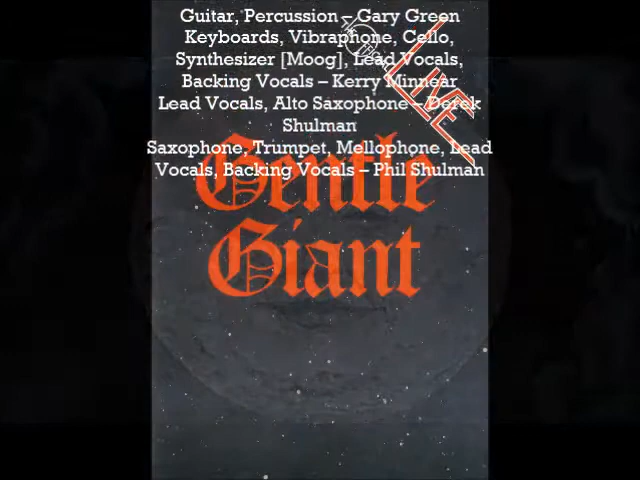 Guitar, Percussion – Gary Green
Keyboards, Vibraphone, Cello,
Synthesizer [Moog], Lead Vocals,
Backing Vocals – Kerry Minnear
Lead Vocals, Alto Saxophone – Derek
Shulman
Saxophone, Trumpet, Mellophone, Lead
Vocals, Backing Vocals – Phil Shulman
LIVE
Gentle
Giant